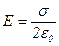 E = σ / 2ε₀